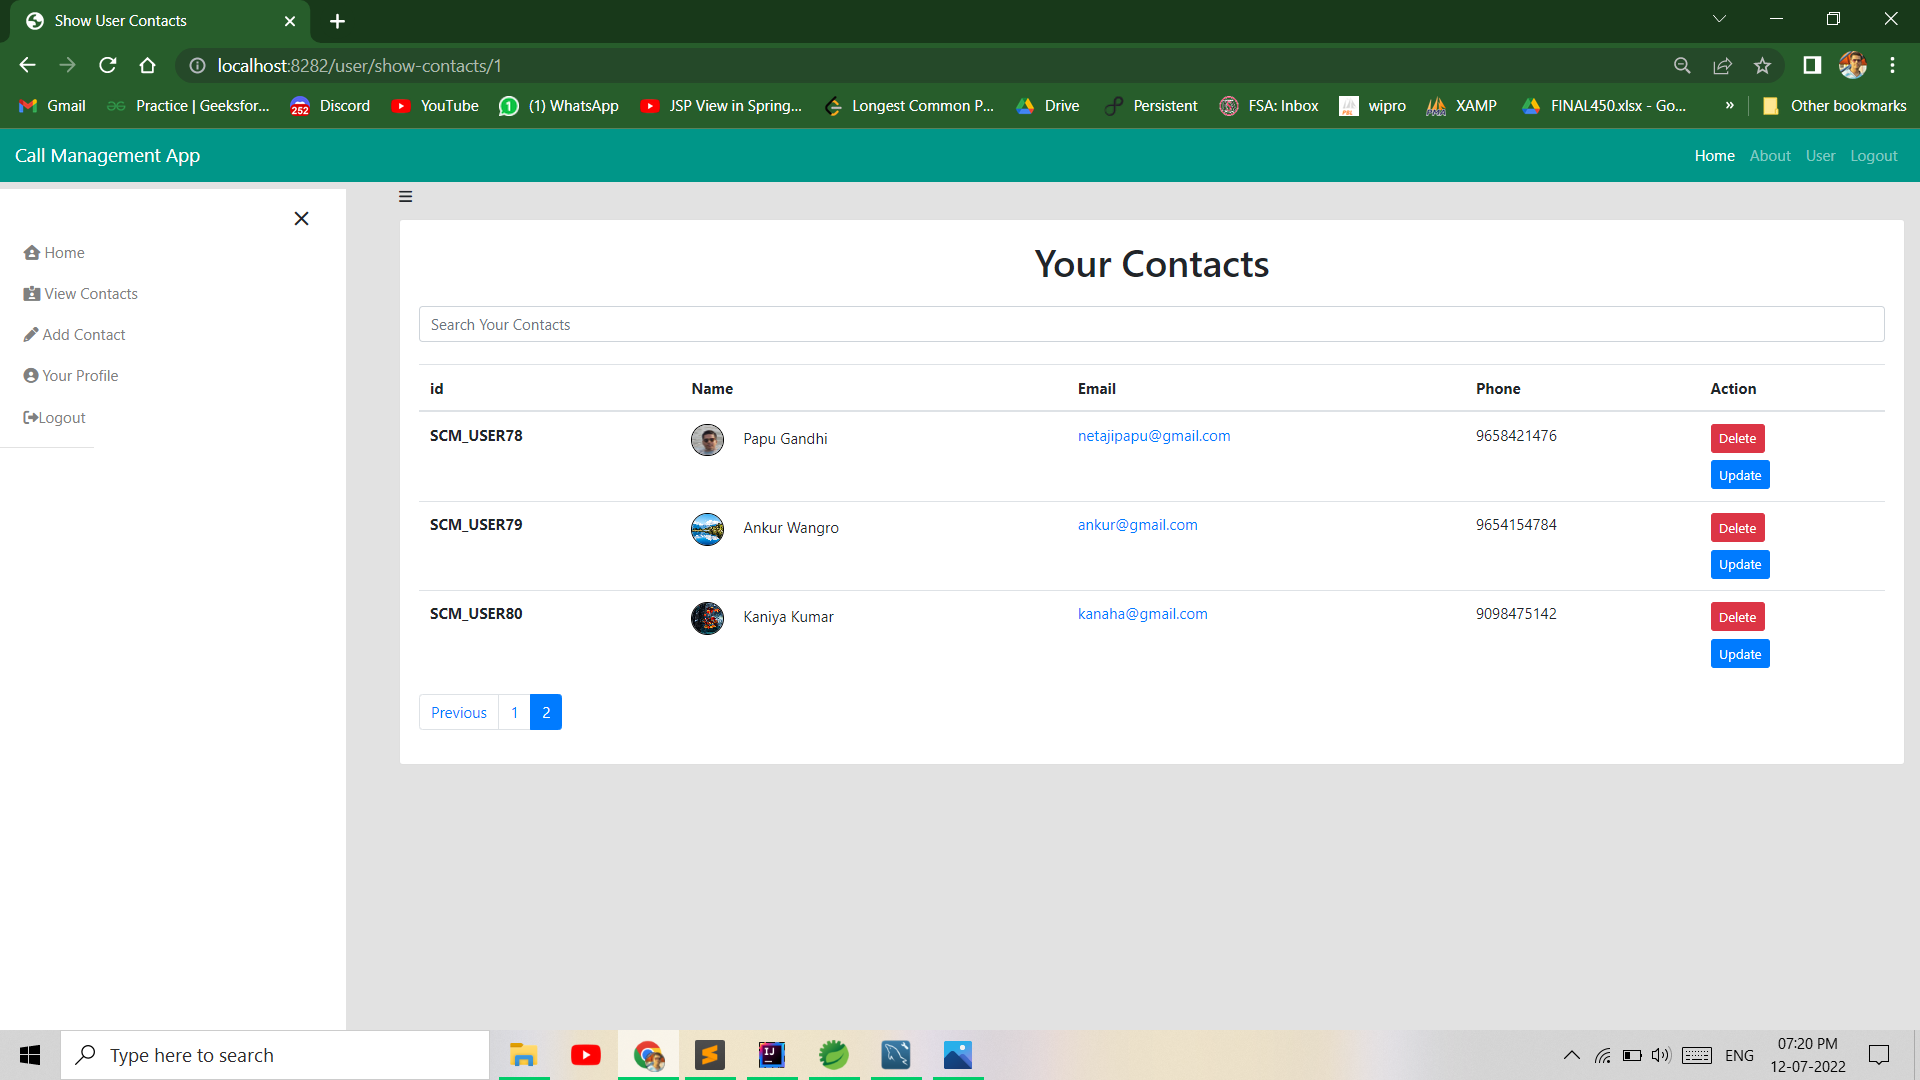 Show User Contacts
localhost:8282/user/show-contacts/1
Gmail Practice | Geeksfor... 252 Discord YouTube 1 (1) WhatsApp JSP View in Spring... Longest Common P... Drive Persistent FSA: Inbox wipro XAMP FINAL450.xlsx - Go... » Other bookmarks
Call Management App Home About User Logout
Home
View Contacts
Add Contact
Your Profile
Logout
Your Contacts
Search Your Contacts
id Name Email Phone Action
SCM_USER78 Papu Gandhi netajipapu@gmail.com 9658421476 Delete
Update
SCM_USER79 Ankur Wangro ankur@gmail.com 9654154784 Delete
Update
SCM_USER80 Kaniya Kumar kanaha@gmail.com 9098475142 Delete
Update
Previous 1 2
Type here to search
IJ
ENG
07:20 PM
12-07-2022